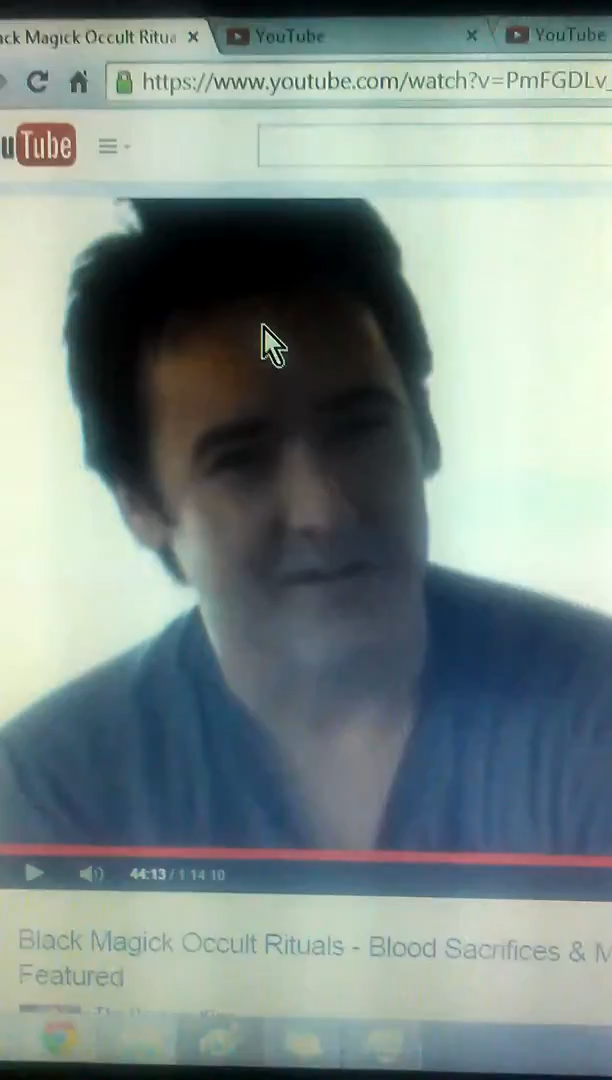 ack Magick Occult Ritua ×
YouTube ×
YouTube
https://www.youtube.com/watch?v=PmFGDLv_
uTube
44:13 / 1 14 10
Black Magick Occult Rituals - Blood Sacrifices & M
Featured